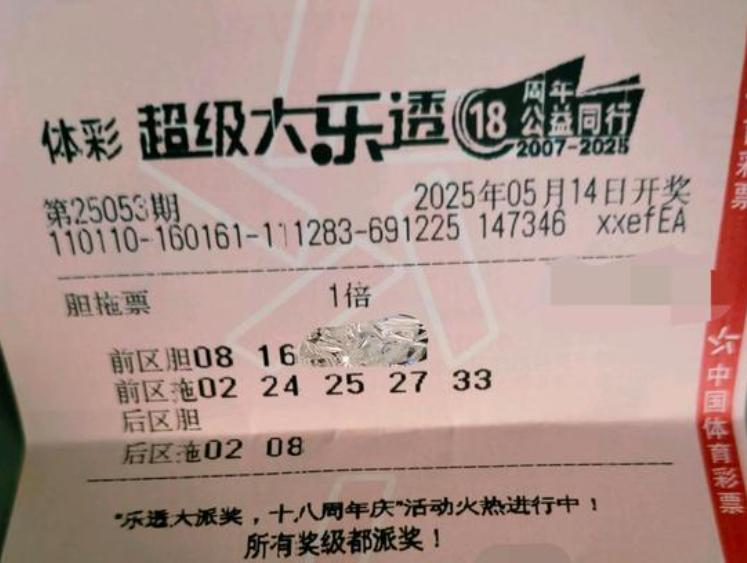 体彩 超级大乐透 18周年 公益同行 2007-2025
第25053期 2025年05月14日开奖
110110-160161-111283-691225 147346 xxefEA
胆拖票 1倍
前区胆08 16
前区拖02 24 25 27 33
后区胆
后区拖02 08
"乐透大派奖，十八周年庆"活动火热进行中！
所有奖级都派奖！
彩票
中国体育彩票